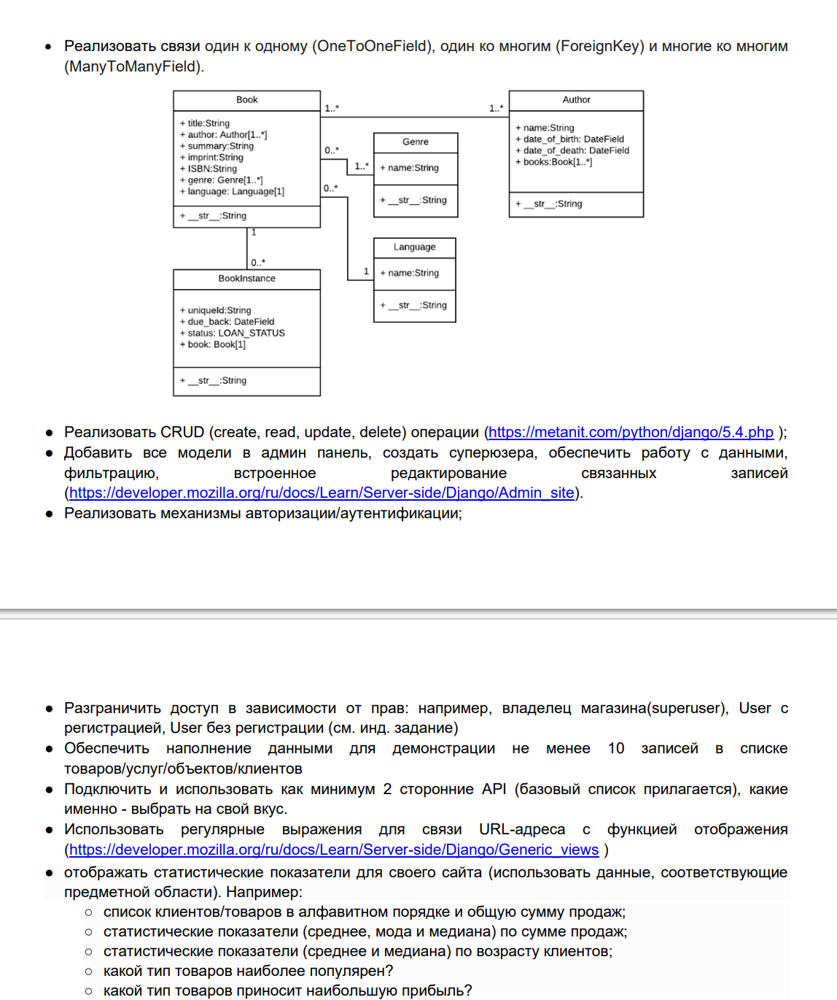 ● Реализовать связи один к одному (OneToOneField), один ко многим (ForeignKey) и многие ко многим
(ManyToManyField).
Book
+ title:String
+ author: Author[1..*]
+ summary:String
+ imprint:String
+ ISBN:String
+ genre: Genre[1..*]
+ language: Language[1]
+ __str__:String
1..*
1..*
Author
+ name:String
+ date_of_birth: DateField
+ date_of_death: DateField
+ books:Book[1..*]
+ __str__:String
0..*
1..*
Genre
+ name:String
+ __str__:String
0..*
1
Language
+ name:String
+ __str__:String
1
0..*
BookInstance
+ uniqueId:String
+ due_back: DateField
+ status: LOAN_STATUS
+ book: Book[1]
+ __str__:String
● Реализовать CRUD (create, read, update, delete) операции (https://metanit.com/python/django/5.4.php );
● Добавить все модели в админ панель, создать суперюзера, обеспечить работу с данными,
фильтрацию, встроенное редактирование связанных записей
(https://developer.mozilla.org/ru/docs/Learn/Server-side/Django/Admin_site).
● Реализовать механизмы авторизации/аутентификации;
● Разграничить доступ в зависимости от прав: например, владелец магазина(superuser), User с
регистрацией, User без регистрации (см. инд. задание)
● Обеспечить наполнение данными для демонстрации не менее 10 записей в списке
товаров/услуг/объектов/клиентов
● Подключить и использовать как минимум 2 сторонние API (базовый список прилагается), какие
именно - выбрать на свой вкус.
● Использовать регулярные выражения для связи URL-адреса с функцией отображения
(https://developer.mozilla.org/ru/docs/Learn/Server-side/Django/Generic_views )
● отображать статистические показатели для своего сайта (использовать данные, соответствующие
предметной области). Например:
○ список клиентов/товаров в алфавитном порядке и общую сумму продаж;
○ статистические показатели (среднее, мода и медиана) по сумме продаж;
○ статистические показатели (среднее и медиана) по возрасту клиентов;
○ какой тип товаров наиболее популярен?
○ какой тип товаров приносит наибольшую прибыль?